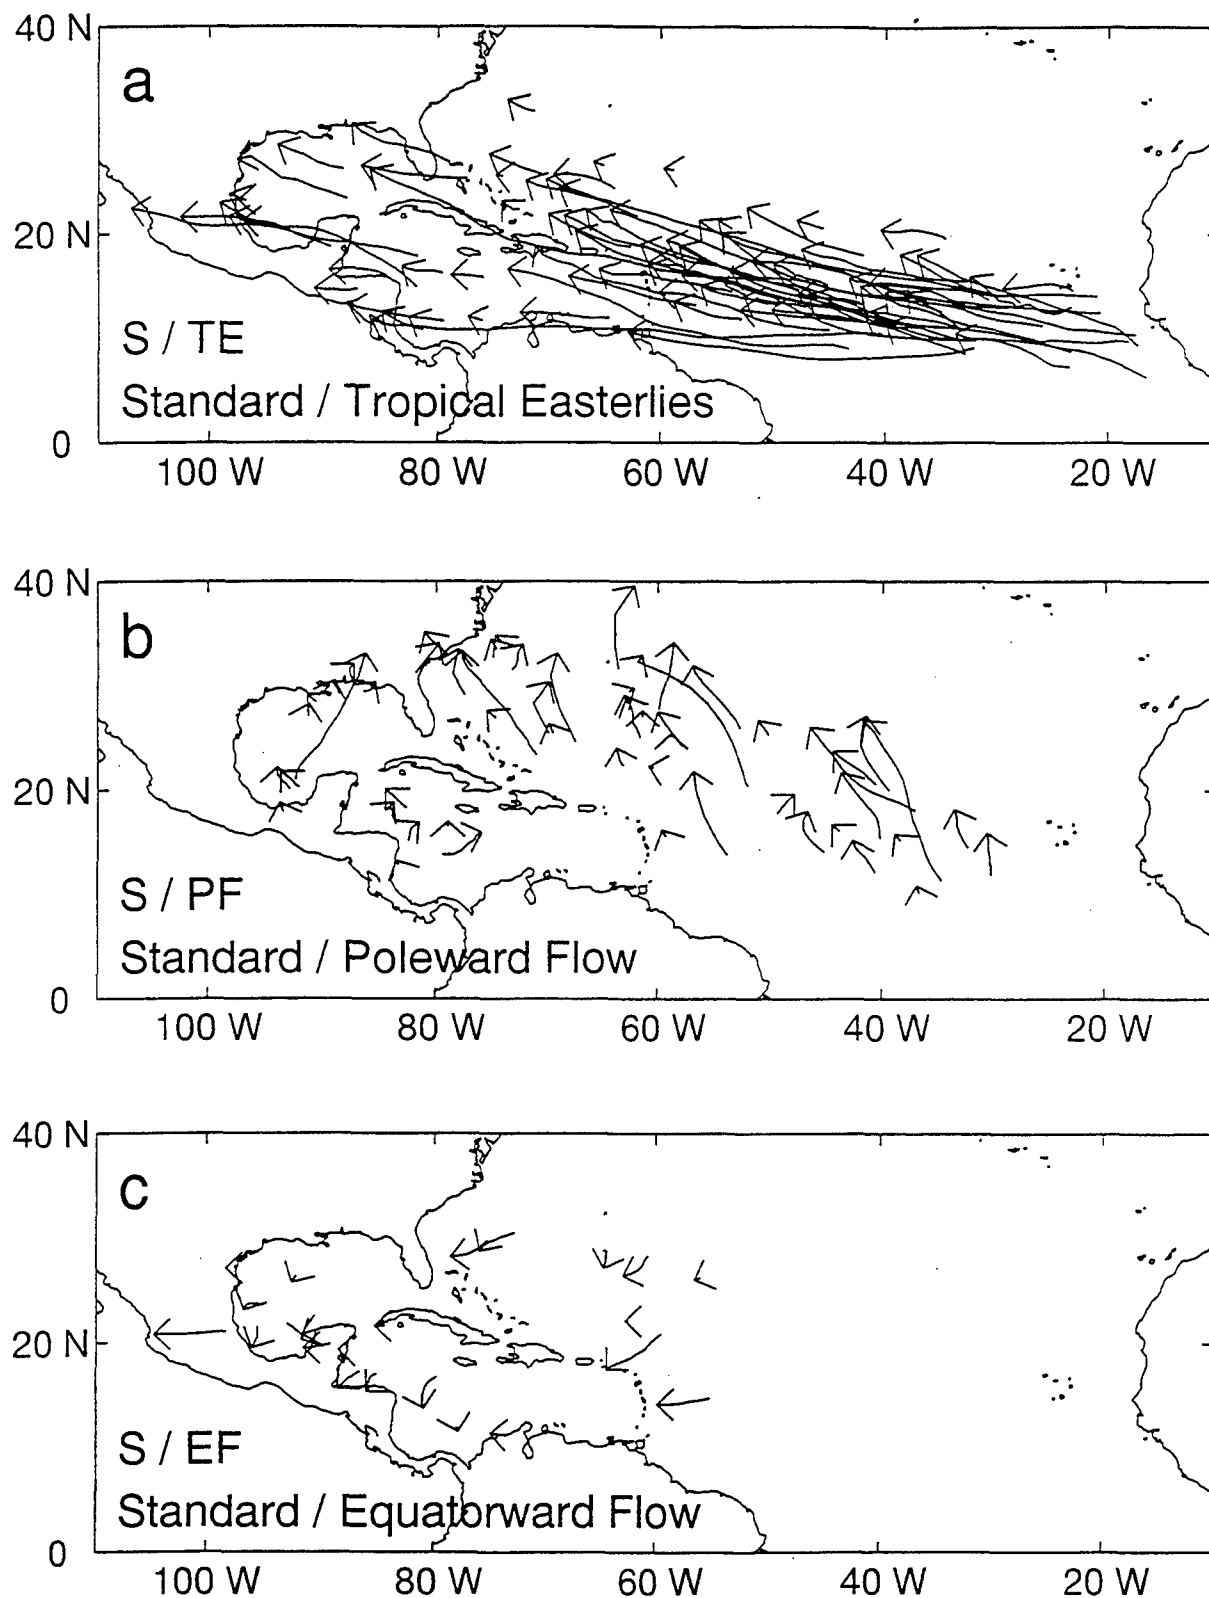 40 N
a
20 N
S / TE
Standard / Tropical Easterlies
0
100 W 80 W 60 W 40 W 20 W
40 N
b
20 N
S / PF
Standard / Poleward Flow
0
100 W 80 W 60 W 40 W 20 W
40 N
c
20 N
S / EF
Standard / Equatorward Flow
0
100 W 80 W 60 W 40 W 20 W